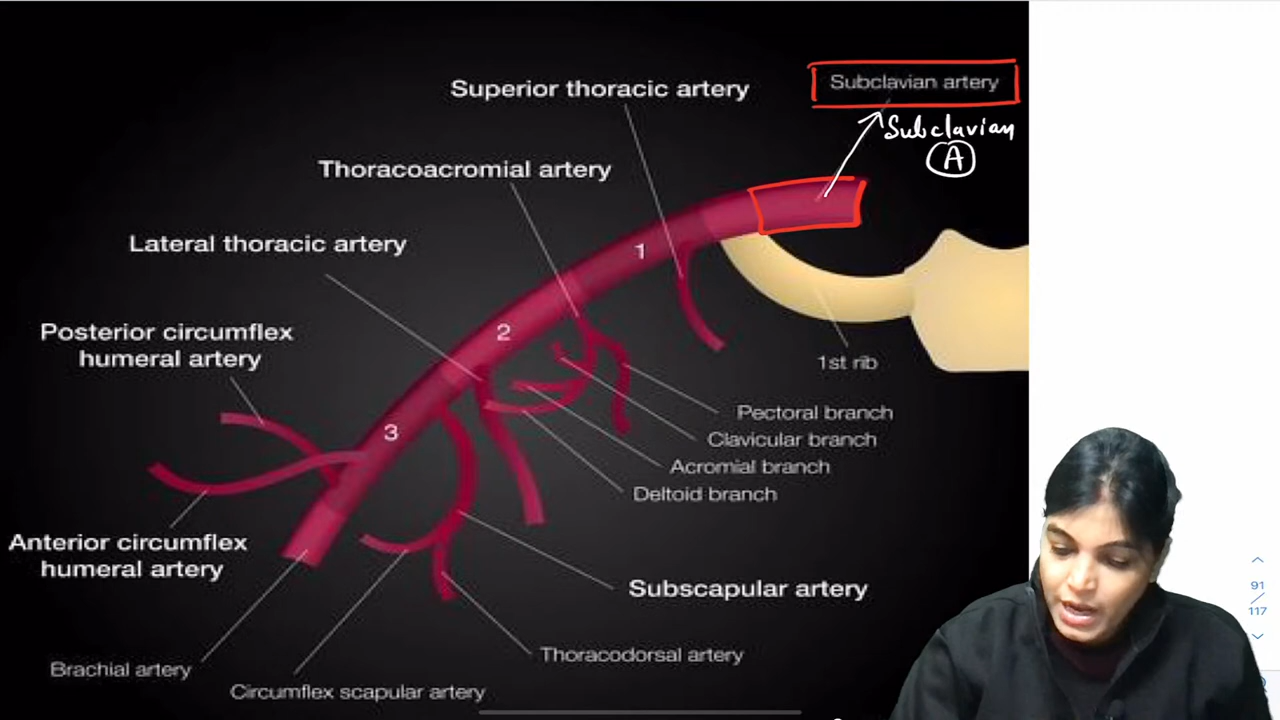 Superior thoracic artery
Subclavian artery
Subclavian
A
Thoracoacromial artery
Lateral thoracic artery
1
2
Posterior circumflex
humeral artery
3
1st rib
Pectoral branch
Clavicular branch
Acromial branch
Deltoid branch
Anterior circumflex
humeral artery
Subscapular artery
Thoracodorsal artery
Brachial artery
Circumflex scapular artery
91
117